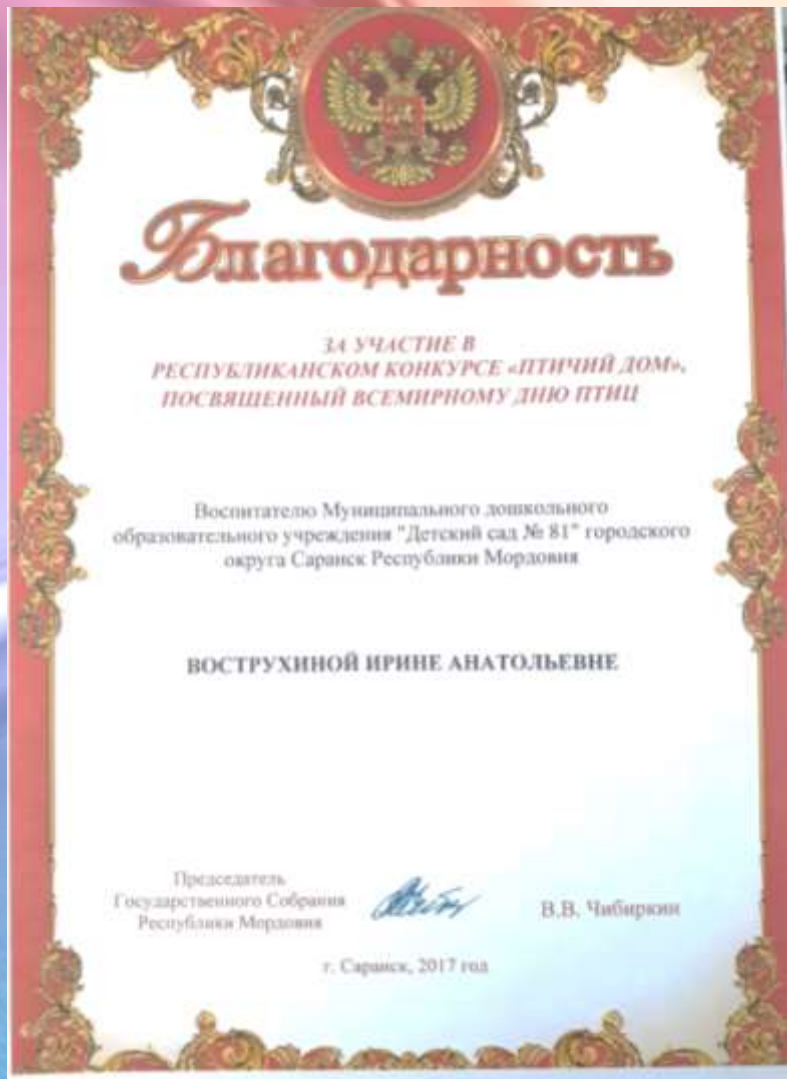 Благодарность
ЗА УЧАСТИЕ В
РЕСПУБЛИКАНСКОМ КОНКУРСЕ «ПТИЧИЙ ДОМ»,
ПОСВЯЩЕННЫЙ ВСЕМИРНОМУ ДНЮ ПТИЦ
Воспитателю Муниципального дошкольного
образовательного учреждения "Детский сад № 81" городского
округа Саранск Республики Мордовия
ВОСТРУХИНОЙ ИРИНЕ АНАТОЛЬЕВНЕ
Председатель
Государственного Собрания
Республики Мордовия
В.В. Чибиркин
г. Саранск, 2017 год